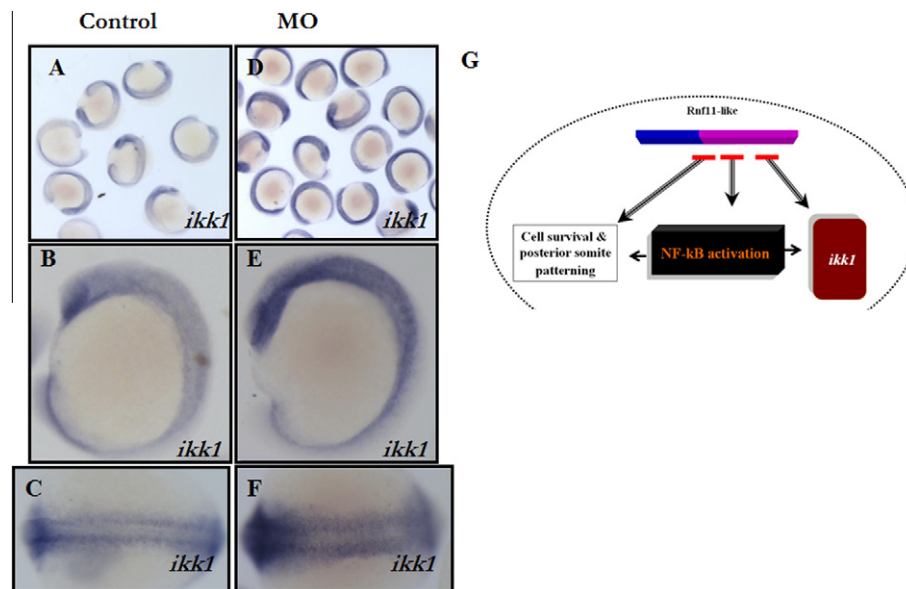 Control
MO
A
ikk1
D
ikk1
B
ikk1
E
ikk1
C
ikk1
F
ikk1
G
Rnf11-like
Cell survival &
posterior somite
patterning
NF-kB activation
ikk1